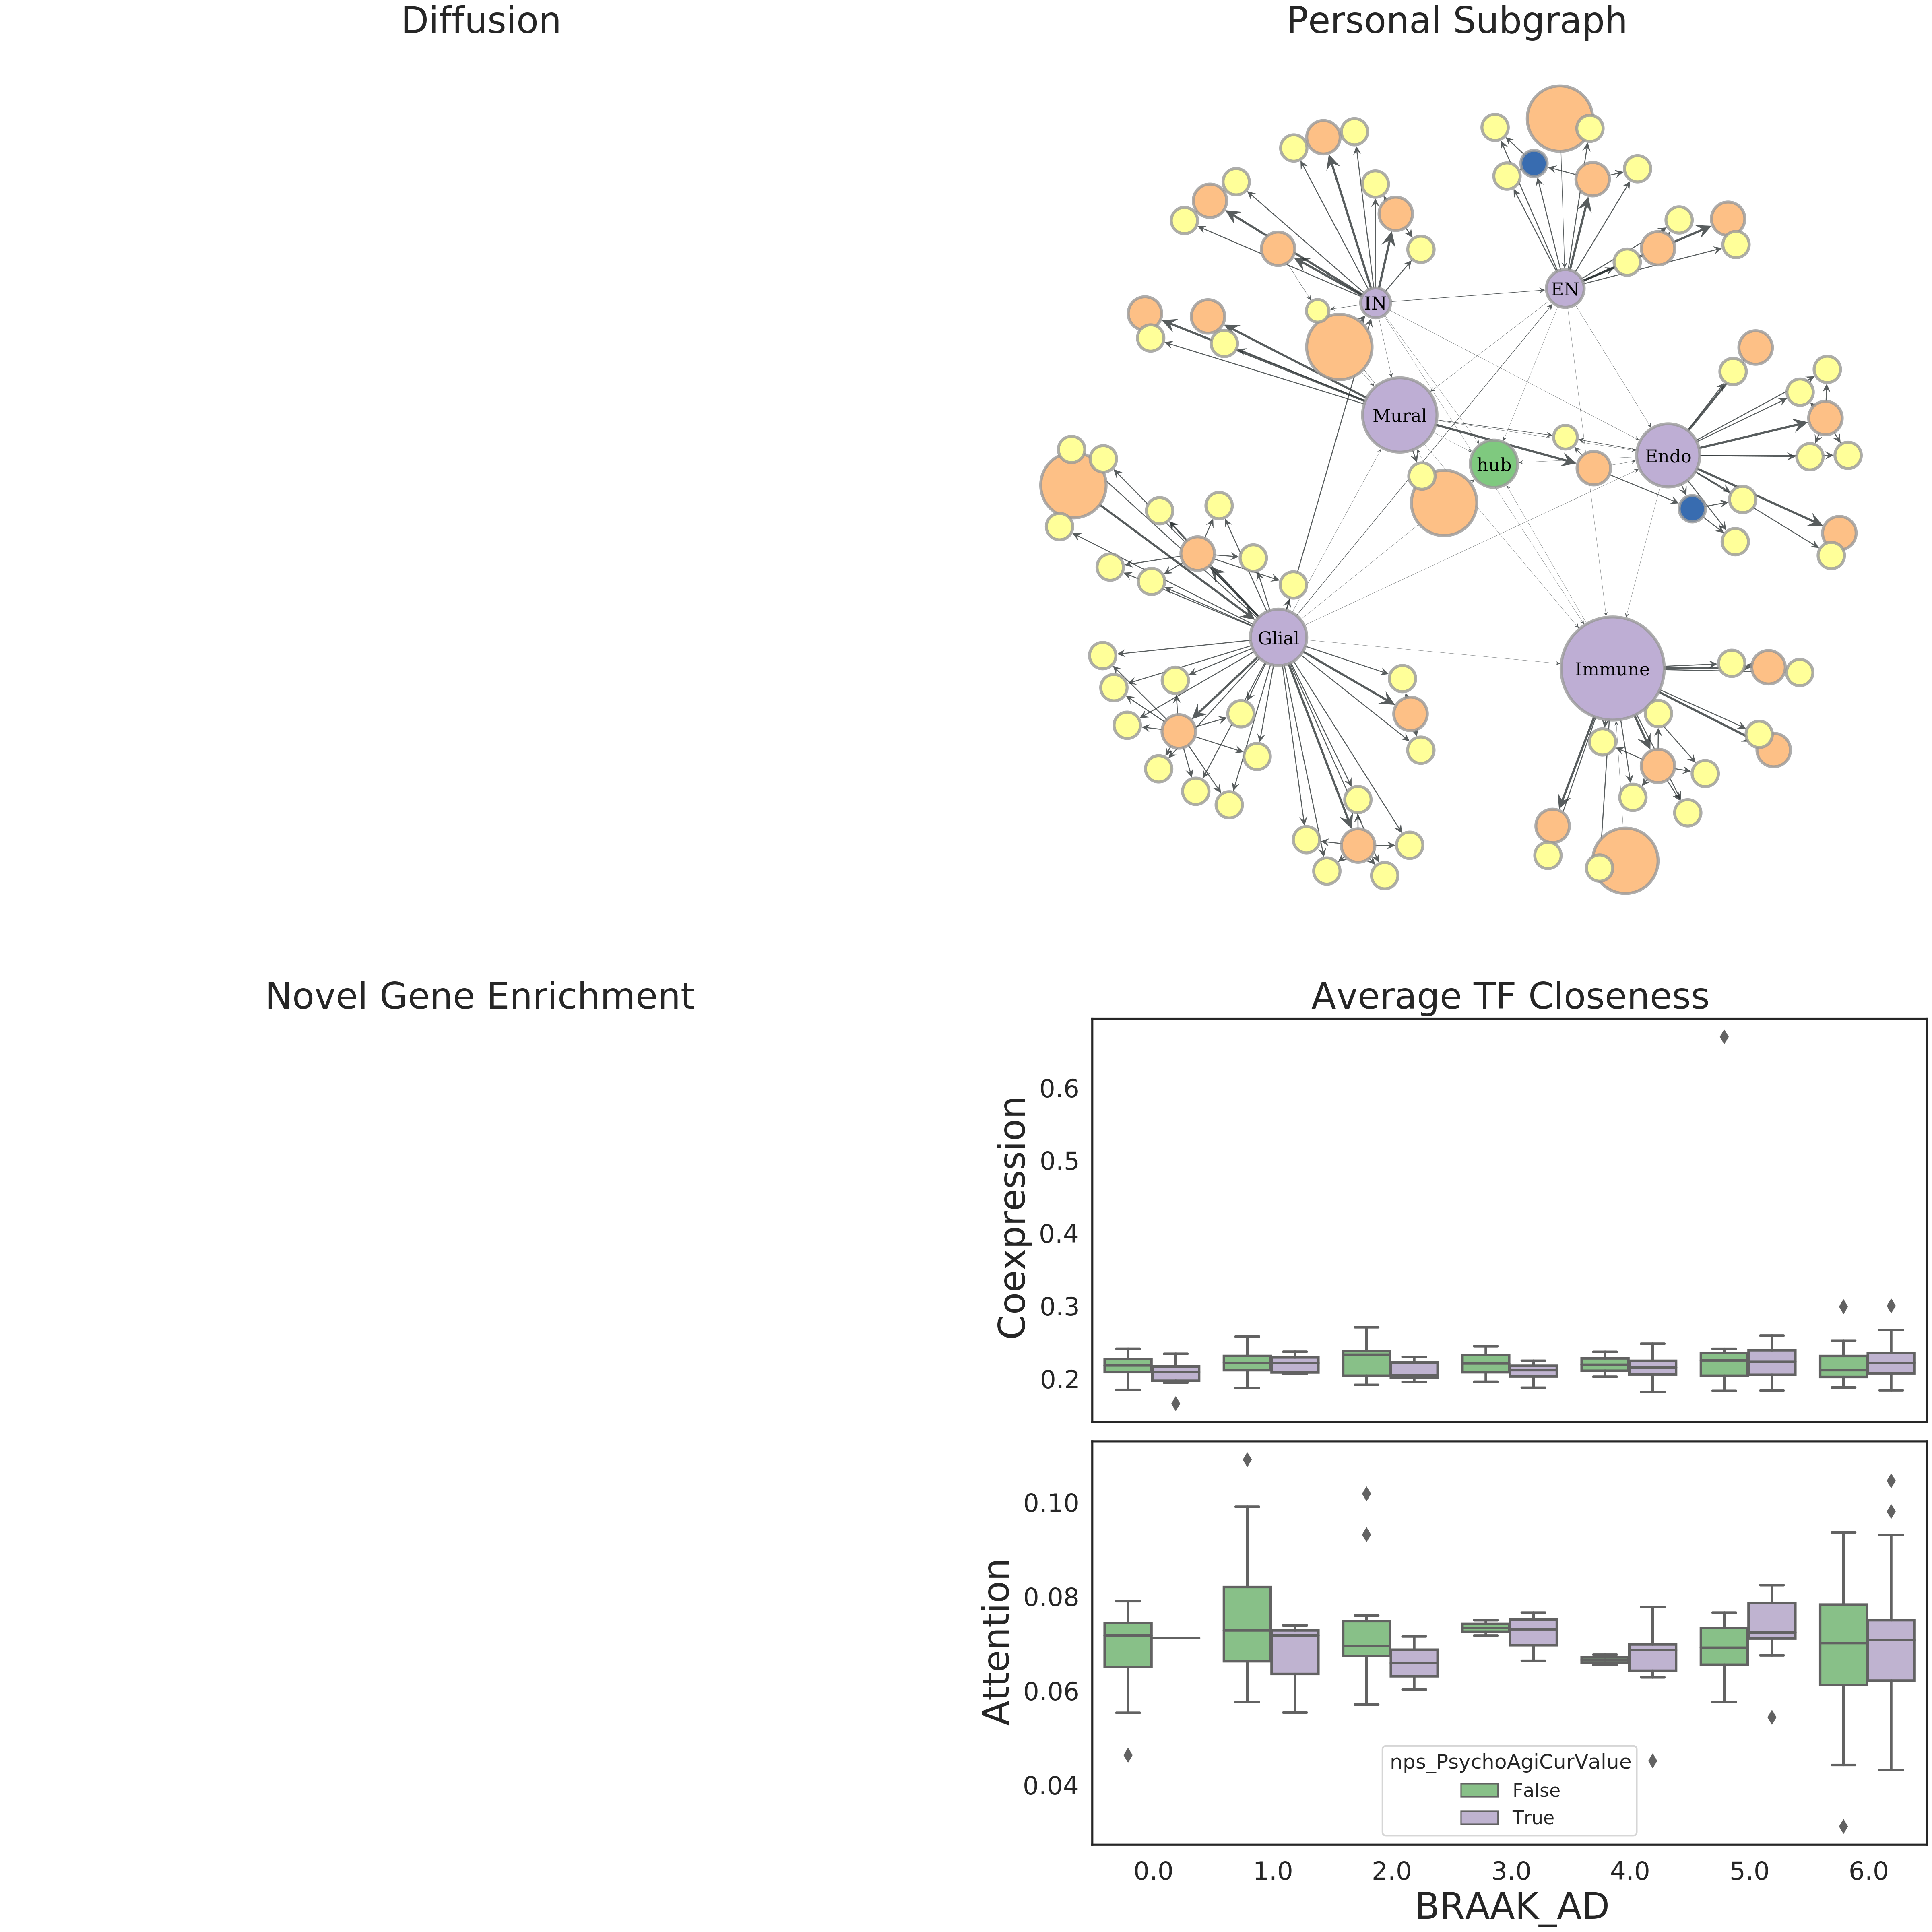 Diffusion
Personal Subgraph
IN
EN
Mural
hub
Endo
Glial
Immune
Novel Gene Enrichment
Average TF Closeness
Coexpression
0.6
0.5
0.4
0.3
0.2
Attention
0.10
0.08
0.06
0.04
nps_PsychoAgiCurValue
False
True
0.0 1.0 2.0 3.0 4.0 5.0 6.0
BRAAK_AD